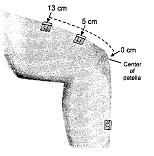 13 cm
5 cm
0 cm
Center
of
patella